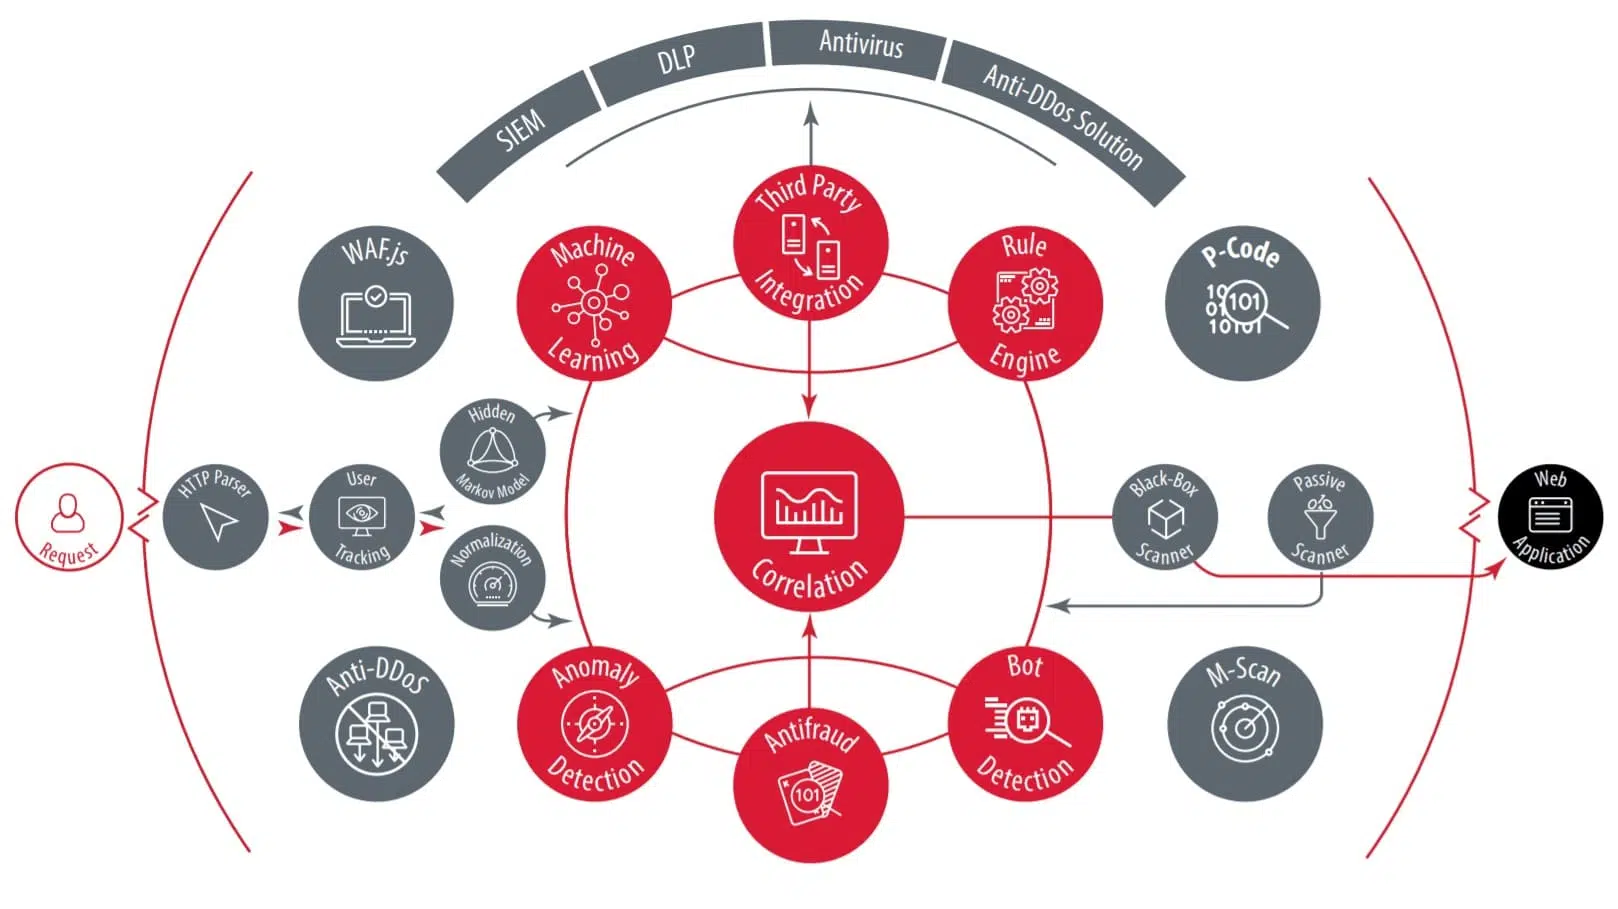 SIEM
DLP
Antivirus
Anti-DDos Solution
WAF.js
Machine
Learning
Third Party
Integration
Rule
Engine
P-Code
10
01
101
10101
Hidden
Markov Model
HTTP Parser
User
Tracking
Request
Normalization
Correlation
Black-Box
Scanner
Passive
Scanner
Web
Application
Anti-DDoS
Anomaly
Detection
Antifraud
101
Bot
Detection
M-Scan